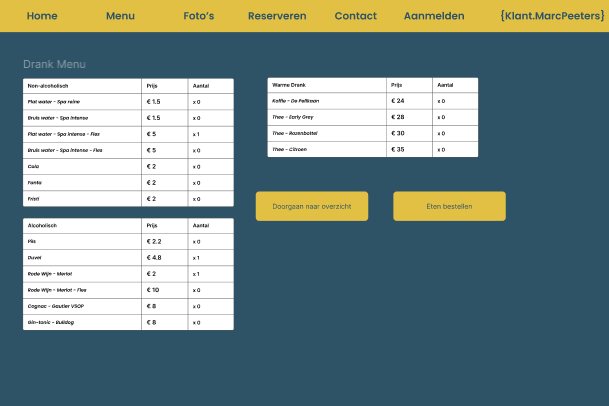 Home Menu Foto's Reserveren Contact Aanmelden {Klant.MarcPeeters}
Drank Menu
Non-alcoholisch Prijs Aantal
Plat water - Spa reine € 1.5 x 0
Bruis water - Spa Intense € 1.5 x 0
Plat water - Spa Intense - Fles € 5 x 1
Bruis water - Spa Intense - Fles € 5 x 0
Cola € 2 x 0
Fanta € 2 x 0
Fristi € 2 x 0
Alcoholisch Prijs Aantal
Pils € 2.2 x 0
Duvel € 4.8 x 1
Rode Wijn - Merlot € 2 x 1
Rode Wijn - Merlot - Fles € 10 x 0
Cognac - Gautier VSOP € 8 x 0
Gin-tonic - Bulldog € 8 x 0
Warme Drank Prijs Aantal
Koffie - De Pelikaan € 24 x 0
Thee - Early Grey € 28 x 0
Thee - Rozenbottel € 30 x 0
Thee - Citroen € 35 x 0
Doorgaan naar overzicht
Eten bestellen